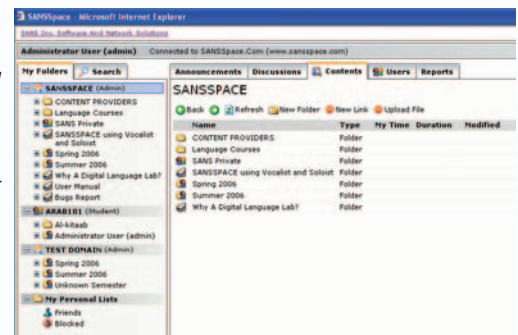 SANSSpace - Microsoft Internet Explorer
SANS Inc. Software And Network Solutions
Administrator User (admin) Connected to SANSSpace.Com (www.sansspace.com)
My Folders Search
SANSSPACE (Admin)
CONTENT PROVIDERS
Language Courses
SANS Private
SANSSPACE using Vocalist
and Soloist
Spring 2006
Summer 2006
Why A Digital Language Lab?
User Manual
Bugs Report
ARAB101 (Student)
Al-kitaab
Administrator User (admin)
TEST DOMAIN (Admin)
Spring 2006
Summer 2006
Unknown Semester
My Personal Lists
Friends
Blocked
Announcements Discussions Contents Users Reports
SANSSPACE
Back Refresh New Folder New Link Upload File
Name Type My Time Duration Modified
CONTENT PROVIDERS Folder
Language Courses Folder
SANS Private Folder
SANSSPACE using Vocalist and Soloist Folder
Spring 2006 Folder
Summer 2006 Folder
Why A Digital Language Lab? Folder